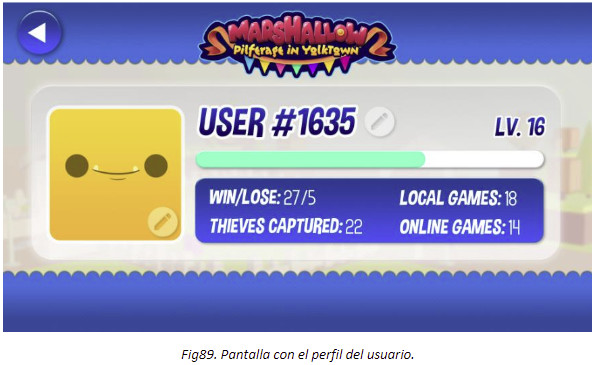 MARSHALLOW
Pilferage in Yolktown
USER #1635
LV. 16
WIN/LOSE: 27/5
LOCAL GAMES: 18
THIEVES CAPTURED: 22
ONLINE GAMES: 14
Fig89. Pantalla con el perfil del usuario.